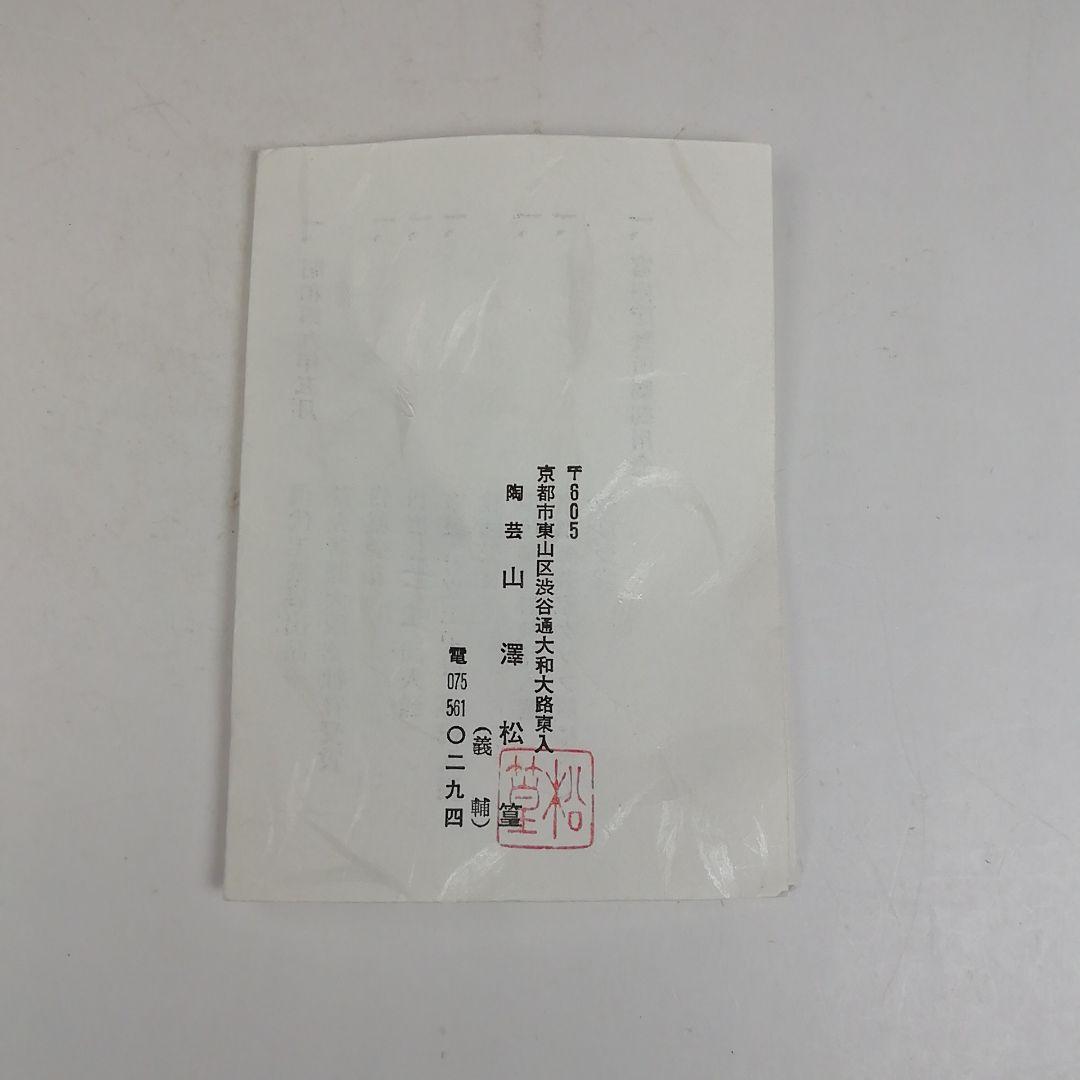 〒605
京都市東山区渋谷通大和大路東入
陶芸 山澤松篁
(義輔)
電 075 561 〇二九四
松篁